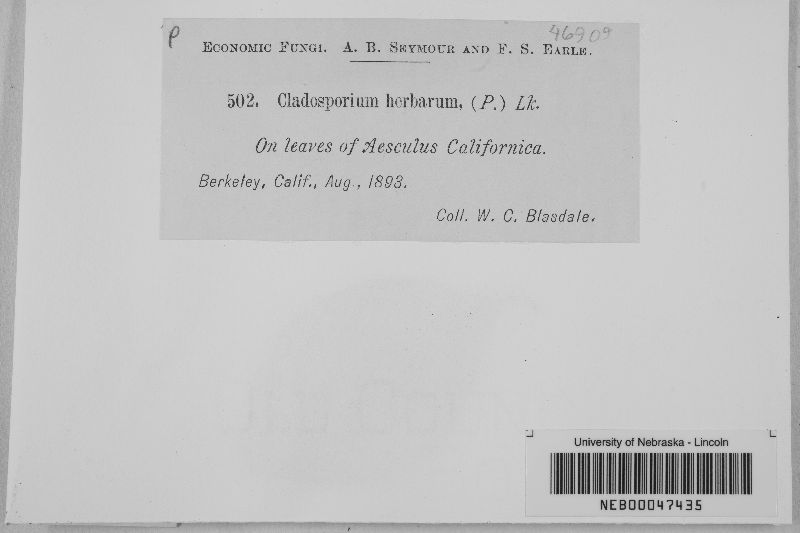 P 46909
Economic Fungi. A. B. Seymour and F. S. Earle.
502. Cladosporium herbarum, (P.) Lk.
On leaves of Aesculus Californica.
Berkeley, Calif., Aug., 1893.
Coll. W. C. Blasdale.
University of Nebraska - Lincoln
NEB00047435